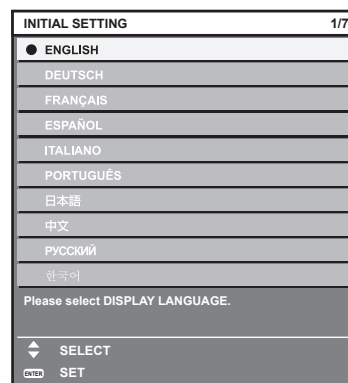 INITIAL SETTING 1/7
ENGLISH
DEUTSCH
FRANÇAIS
ESPAÑOL
ITALIANO
PORTUGUÊS
日本語
中文
РУССКИЙ
한국어
Please select DISPLAY LANGUAGE.
SELECT
ENTER SET